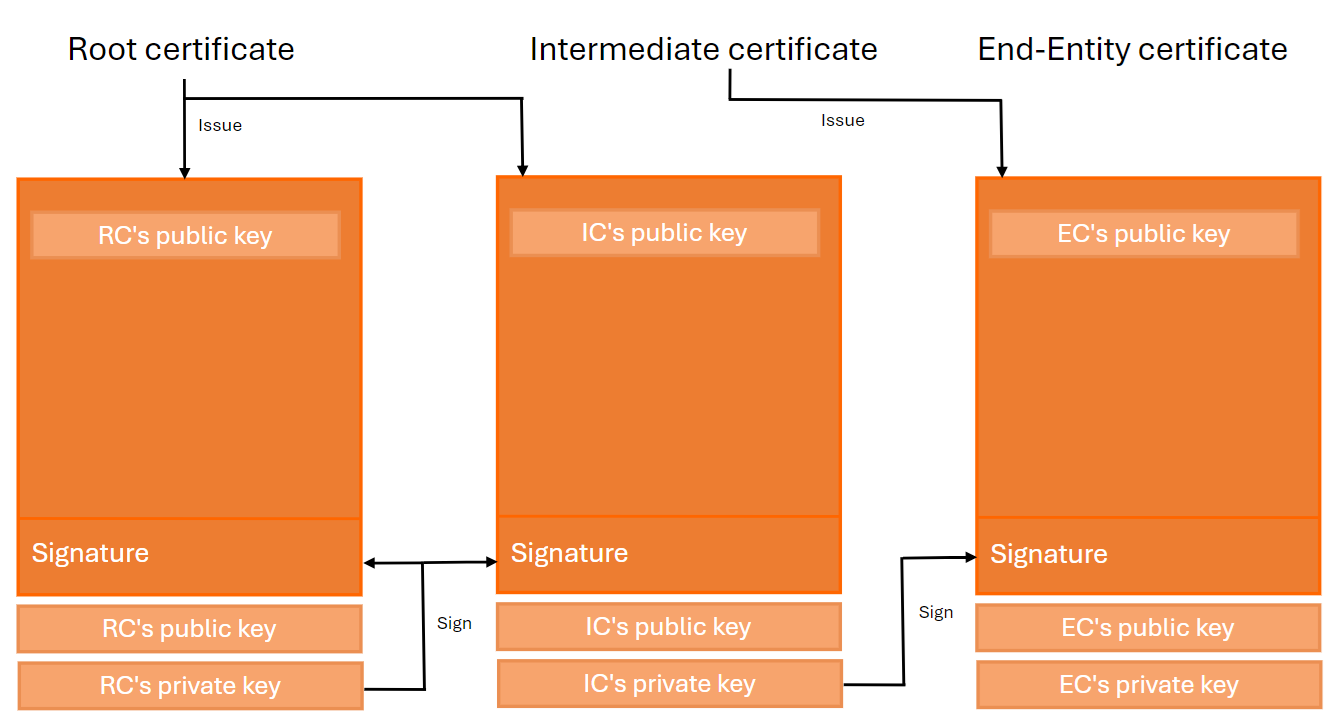 Root certificate
Intermediate certificate
End-Entity certificate
Issue
Issue
RC's public key
IC's public key
EC's public key
Signature
Signature
Signature
Sign
Sign
RC's public key
IC's public key
EC's public key
RC's private key
IC's private key
EC's private key